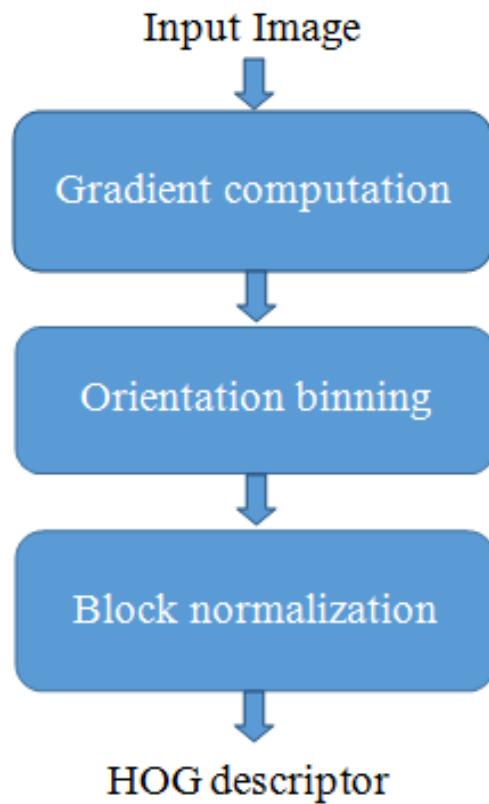 Input Image
Gradient computation
Orientation binning
Block normalization
HOG descriptor